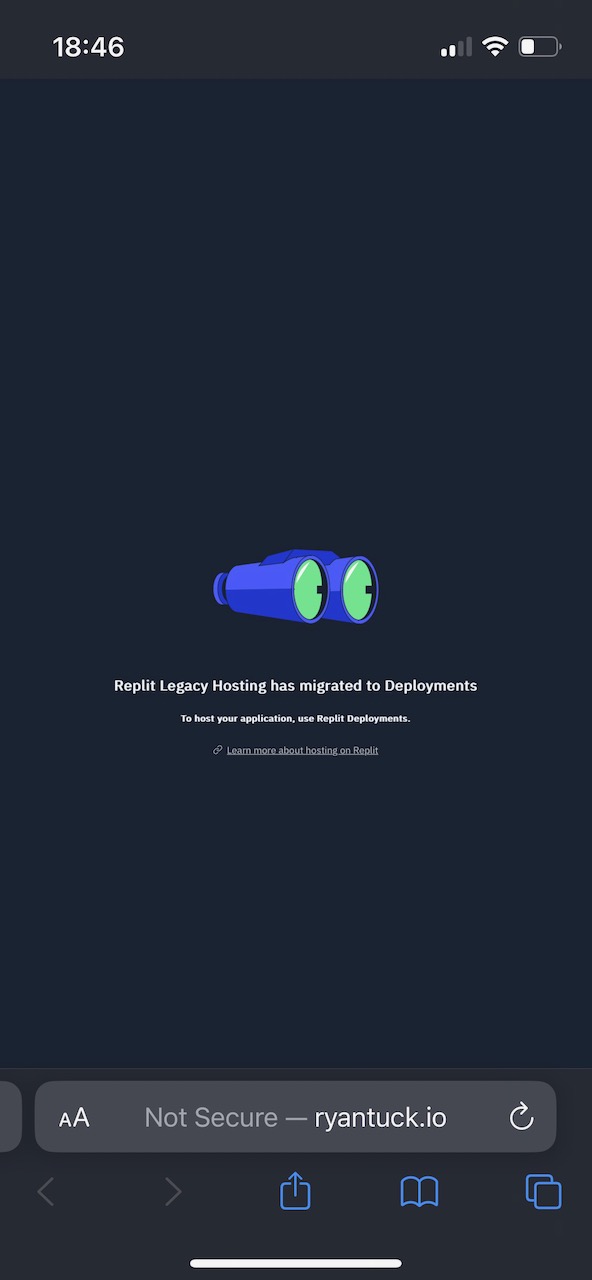 18:46
Replit Legacy Hosting has migrated to Deployments
To host your application, use Replit Deployments.
Learn more about hosting on Replit
AA Not Secure — ryantuck.io